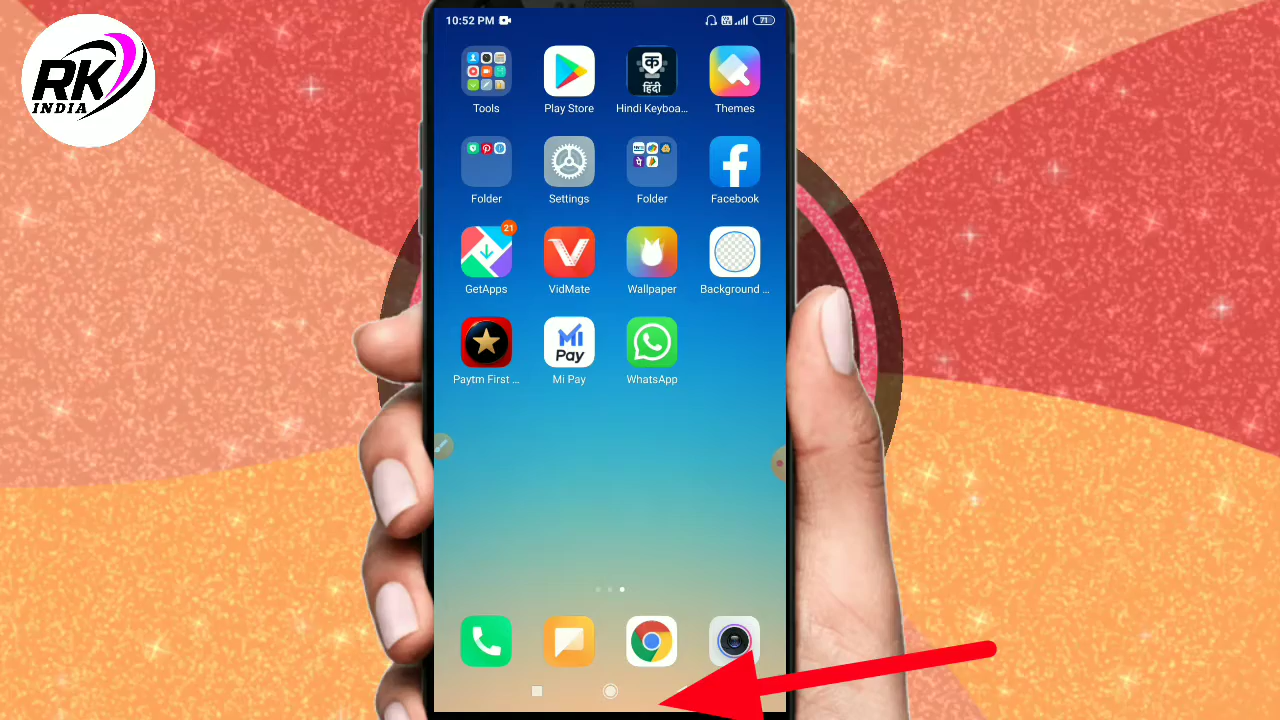 RK
INDIA
10:52 PM
71
Tools
Play Store
क
हिंदी
Hindi Keyboa...
Themes
Folder
Settings
Folder
Facebook
21
GetApps
VidMate
Wallpaper
Background ...
Mi
Pay
Paytm First ...
Mi Pay
WhatsApp